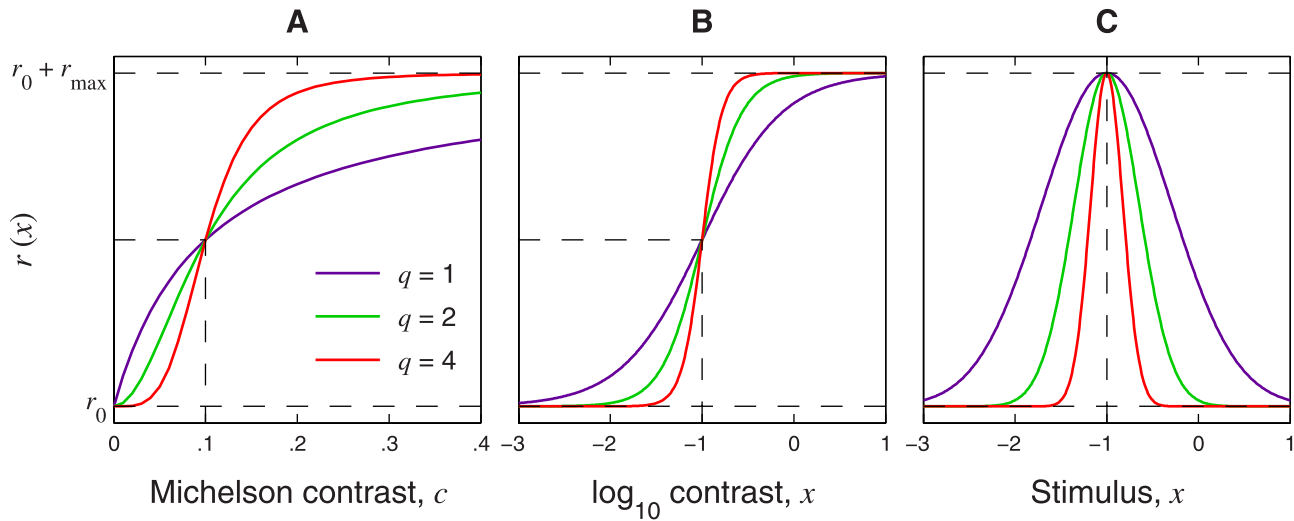 A
B
C
r0 + rmax
r (x)
r0
q = 1
q = 2
q = 4
0 .1 .2 .3 .4
−3 −2 −1 0 1
−3 −2 −1 0 1
Michelson contrast, c
log10 contrast, x
Stimulus, x